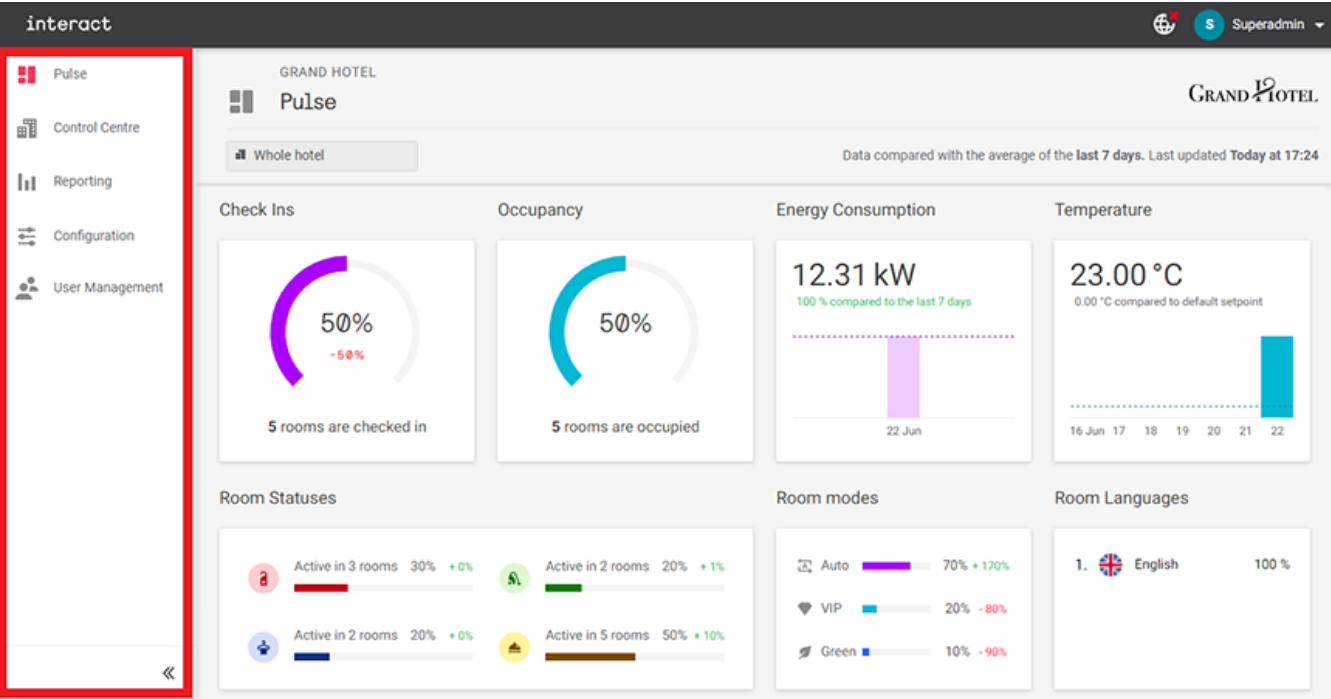 interact
S Superadmin
Pulse
Control Centre
Reporting
Configuration
User Management
GRAND HOTEL
Pulse
GRAND HOTEL
Whole hotel
Data compared with the average of the last 7 days. Last updated Today at 17:24
Check Ins
50%
-50%
5 rooms are checked in
Occupancy
50%
5 rooms are occupied
Energy Consumption
12.31 kW
100 % compared to the last 7 days
22 Jun
Temperature
23.00 °C
0.00 °C compared to default setpoint
16 Jun 17 18 19 20 21 22
Room Statuses
Active in 3 rooms 30% + 0%
Active in 2 rooms 20% + 1%
Active in 2 rooms 20% + 0%
Active in 5 rooms 50% + 10%
Room modes
Auto 70% + 170%
VIP 20% - 80%
Green 10% - 90%
Room Languages
1. English 100 %